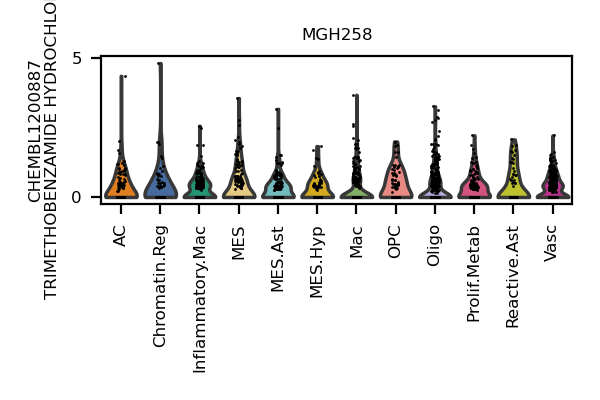 MGH258
CHEMBL1200887
TRIMETHOBENZAMIDE HYDROCHLO
5
0
AC
Chromatin.Reg
Inflammatory.Mac
MES
MES.Ast
MES.Hyp
Mac
OPC
Oligo
Prolif.Metab
Reactive.Ast
Vasc